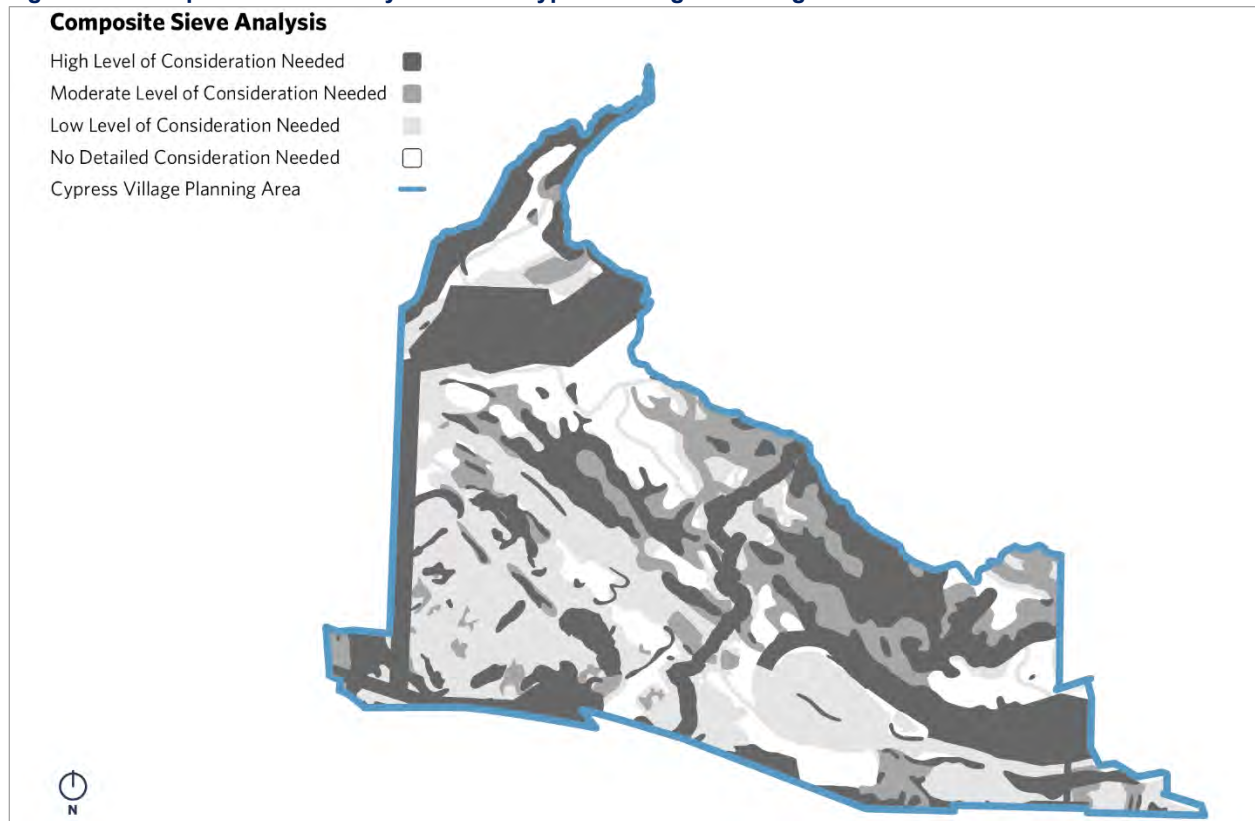 Composite Sieve Analysis
High Level of Consideration Needed
Moderate Level of Consideration Needed
Low Level of Consideration Needed
No Detailed Consideration Needed
Cypress Village Planning Area
N